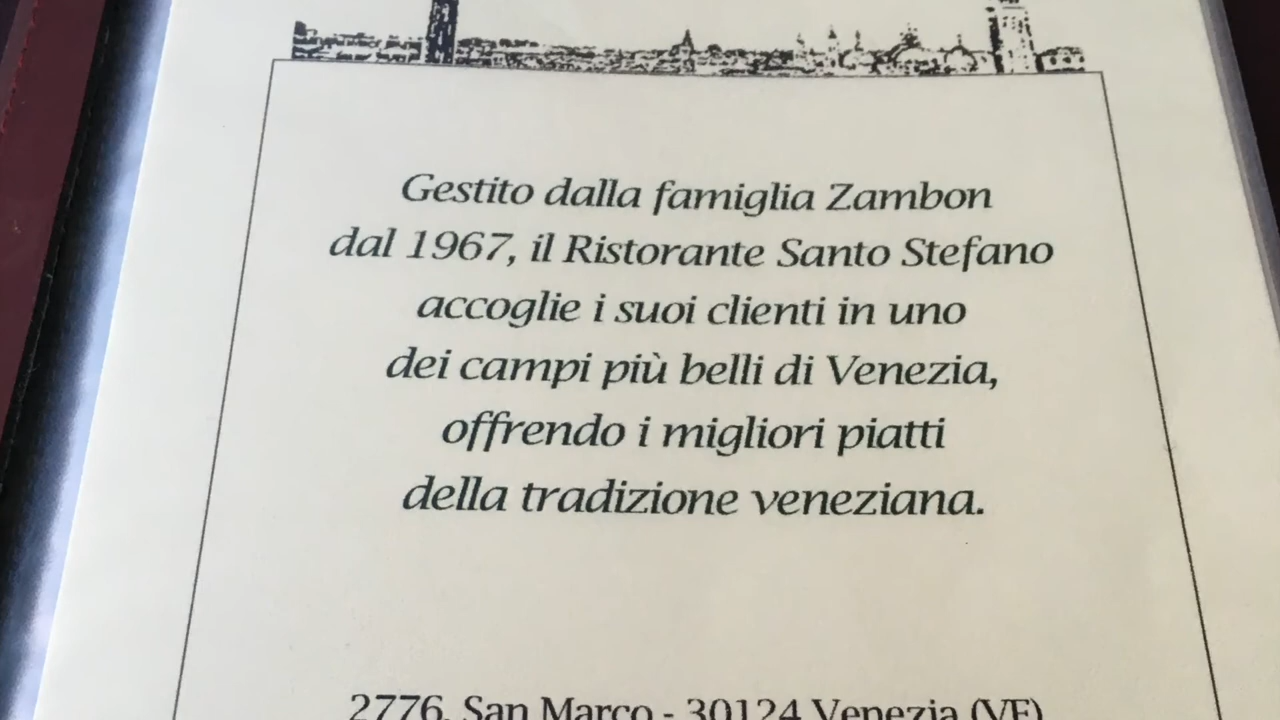 Gestito dalla famiglia Zambon
dal 1967, il Ristorante Santo Stefano
accoglie i suoi clienti in uno
dei campi più belli di Venezia,
offrendo i migliori piatti
della tradizione veneziana.
2776, San Marco - 30124 Venezia (VE)